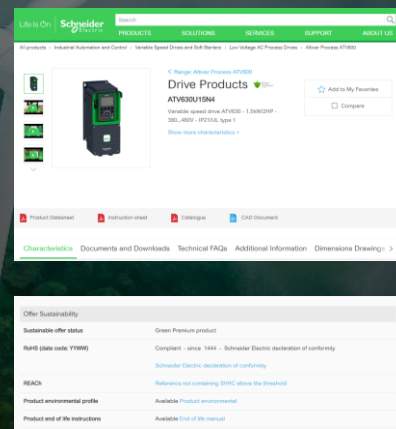 Life Is On | Schneider Electric
Search
PRODUCTS SOLUTIONS SERVICES SUPPORT ABOUT US
All products > Industrial Automation and Control > Variable Speed Drives and Soft Starters > Low Voltage AC Process Drives > Altivar Process ATV600
< Range: Altivar Process ATV600
Drive Products
ATV630U15N4
Variable speed drive ATV630 - 1.5kW/2HP -
380...480V - IP21/UL type 1
Show more characteristics
Add to My Favorites
Compare
Product Datasheet Instruction sheet Catalogue CAD Document
Characteristics Documents and Downloads Technical FAQs Additional Information Dimensions Drawings >
Offer Sustainability
Sustainable offer status Green Premium product
RoHS (date code: YYWW) Compliant - since 1444 - Schneider Electric declaration of conformity
Schneider Electric declaration of conformity
REACh Reference not containing SVHC above the threshold
Product environmental profile Available Product environmental
Product end of life instructions Available End of life manual